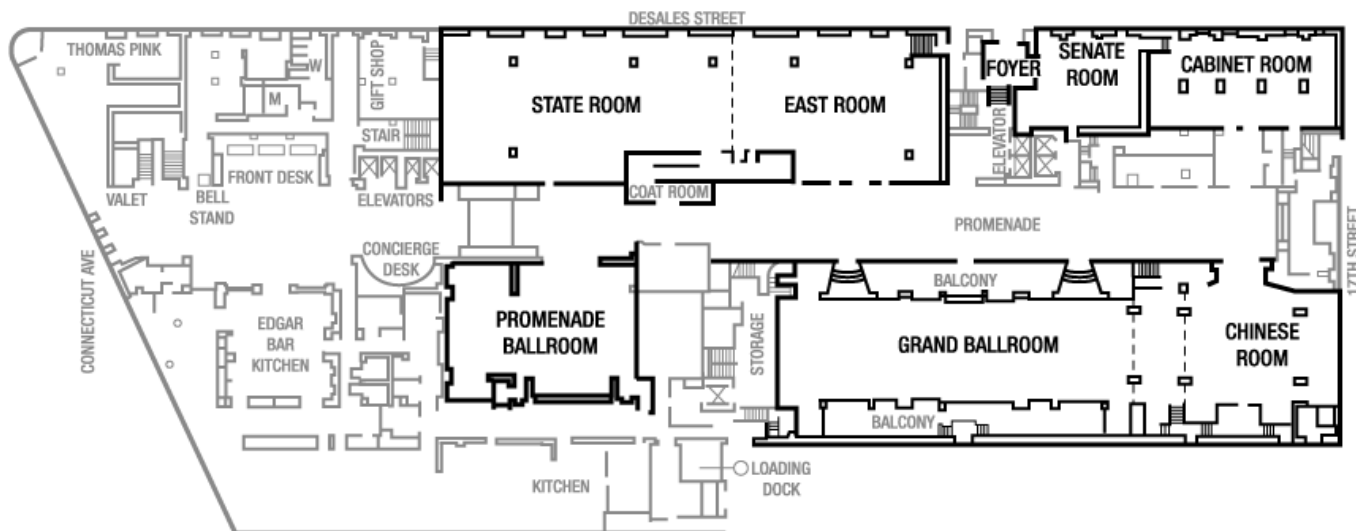 DESALES STREET
THOMAS PINK
W
M
GIFT SHOP
STAIR
STATE ROOM
EAST ROOM
FOYER
SENATE
ROOM
CABINET ROOM
ELEVATOR
VALET
BELL
STAND
FRONT DESK
ELEVATORS
COAT ROOM
PROMENADE
17TH STREET
CONNECTICUT AVE
CONCIERGE
DESK
EDGAR
BAR
KITCHEN
PROMENADE
BALLROOM
STORAGE
BALCONY
GRAND BALLROOM
CHINESE
ROOM
BALCONY
KITCHEN
LOADING
DOCK